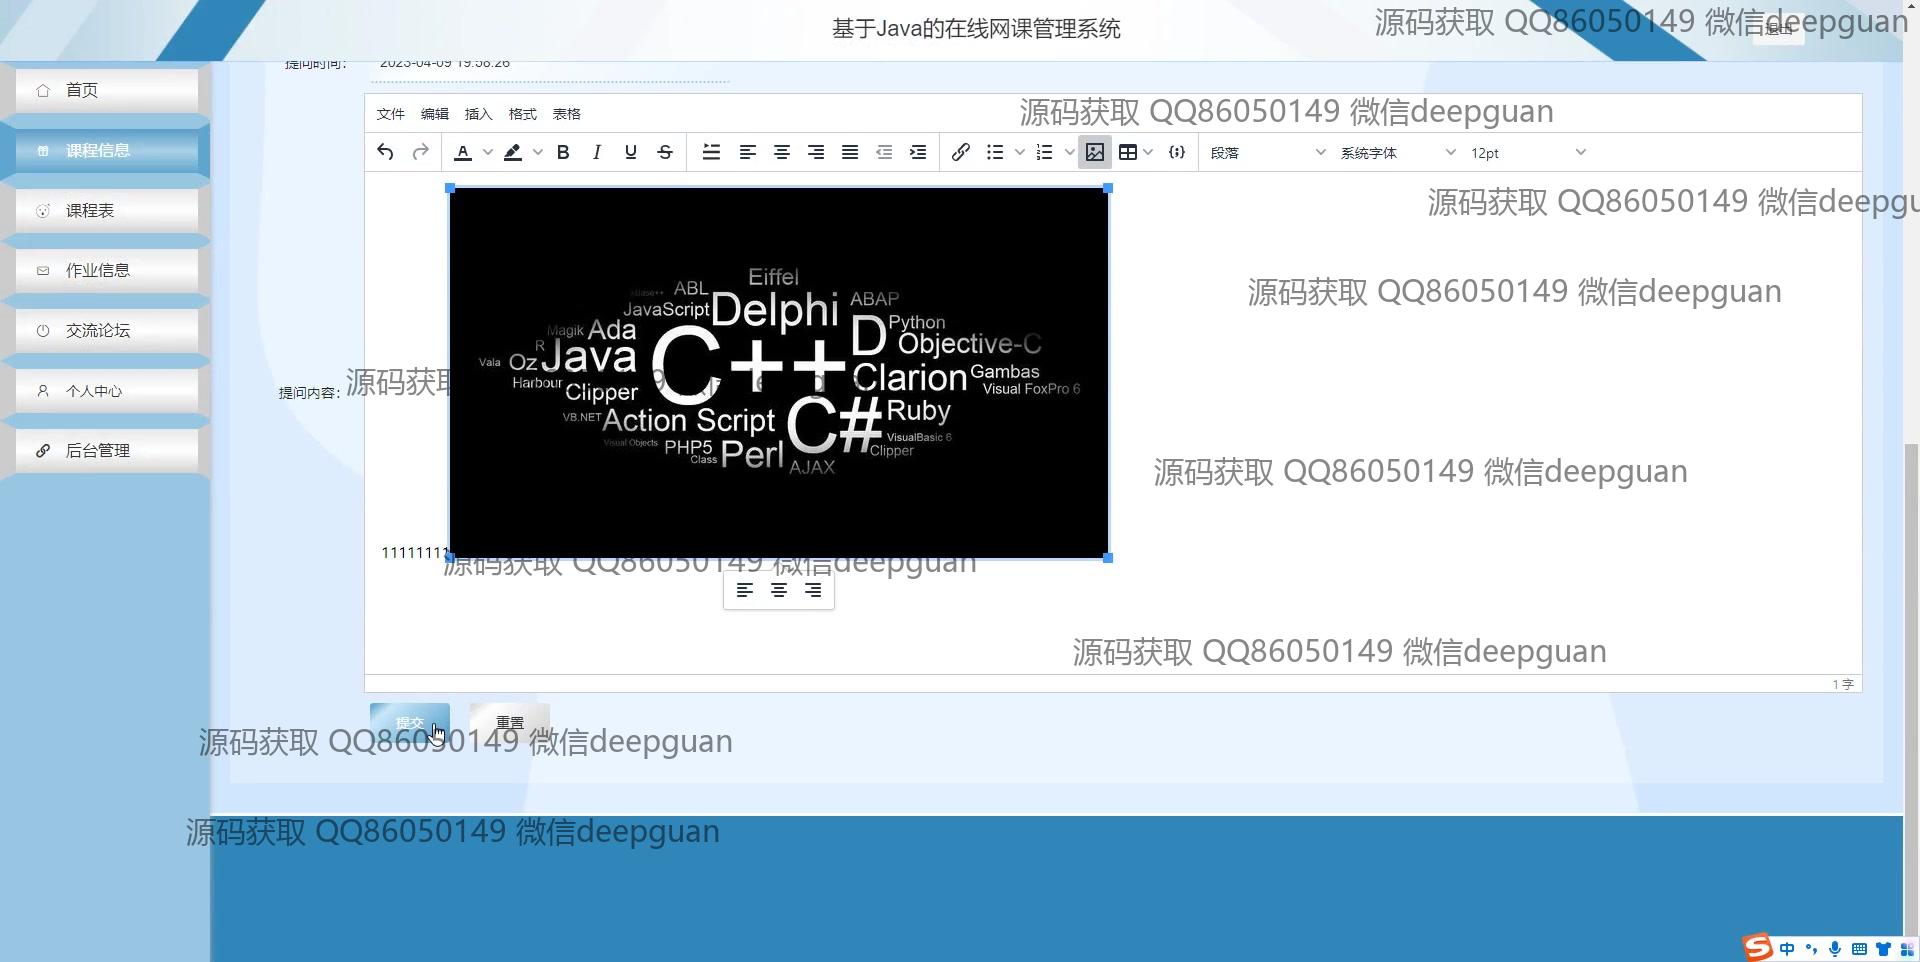 基于Java的在线网课管理系统
源码获取 QQ86050149 微信deepguan
退出
首页
课程信息
课程表
作业信息
交流论坛
个人中心
后台管理
提问时间：
2023-04-09 19:58:26
文件 编辑 插入 格式 表格
源码获取 QQ86050149 微信deepguan
段落 系统字体 12pt
源码获取 QQ86050149 微信deepgu
源码获取 QQ86050149 微信deepguan
Eiffel
ABL
JavaScript Delphi ABAP
Magik Ada D Python
R Objective-C
Vala Oz Java C++
Harbour Clipper Clarion Gambas
Visual FoxPro 6
VB.NET Action Script C# Ruby
Visual Objects PHP5 VisualBasic 6
Class Perl Clipper
AJAX
提问内容：
源码获取
源码获取 QQ86050149 微信deepguan
11111111
源码获取 QQ86050149 微信deepguan
源码获取 QQ86050149 微信deepguan
1 字
提交 重置
源码获取 QQ86050149 微信deepguan
源码获取 QQ86050149 微信deepguan
中